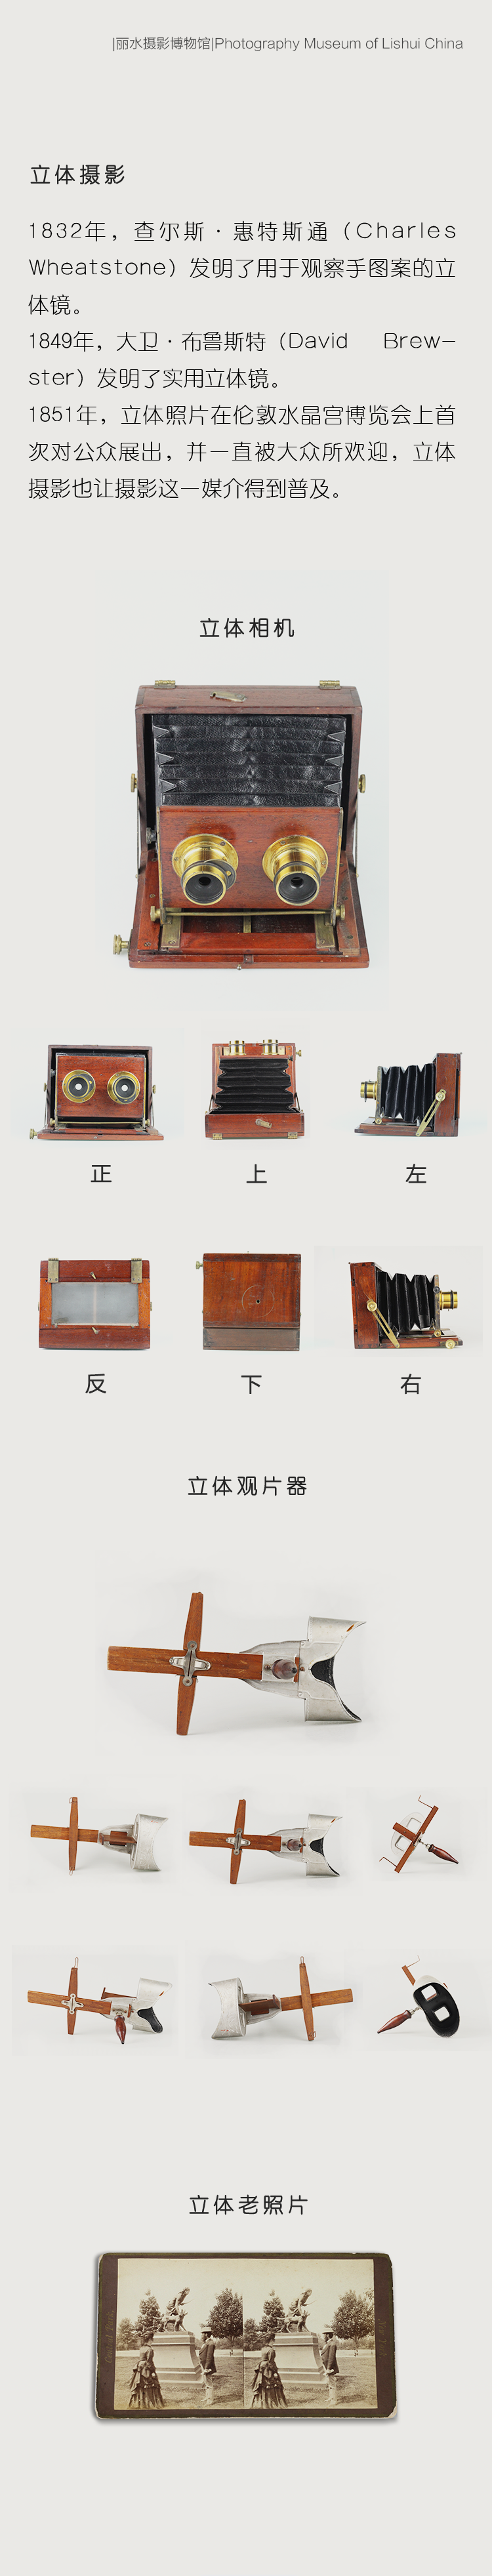 |丽水摄影博物馆|Photography Museum of Lishui China
立体摄影
1832年，查尔斯·惠特斯通（Charles
Wheatstone）发明了用于观察手图案的立
体镜。
1849年，大卫·布鲁斯特（David Brew-
ster）发明了实用立体镜。
1851年，立体照片在伦敦水晶宫博览会上首
次对公众展出，并一直被大众所欢迎，立体
摄影也让摄影这一媒介得到普及。
立体相机
正 上 左
反 下 右
立体观片器
立体老照片